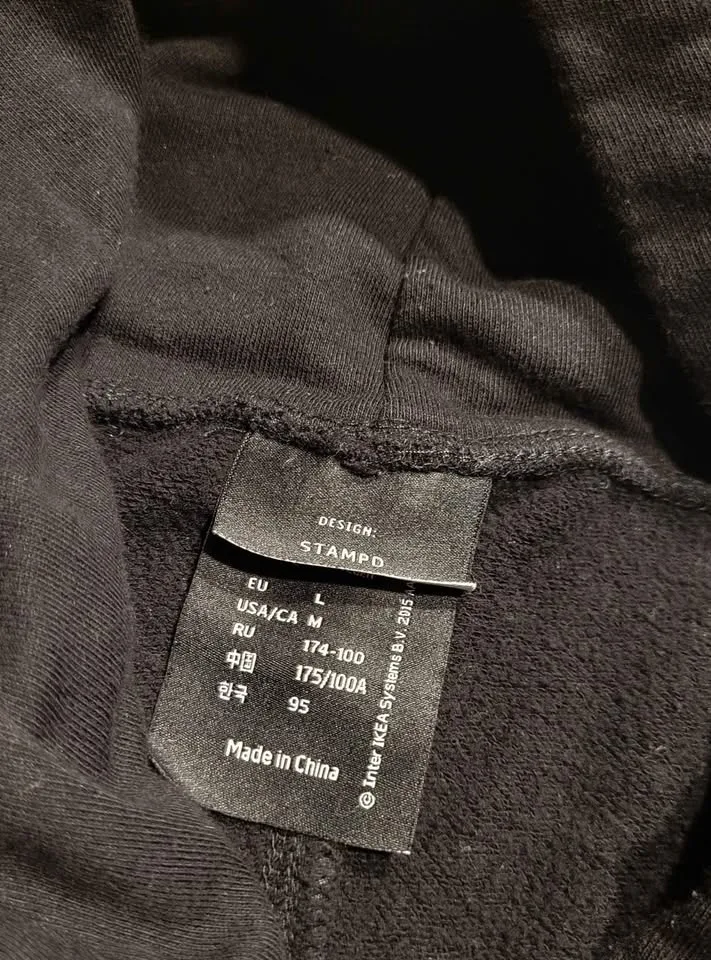 DESIGN:
STAMPD
EU L
USA/CA M
RU 174-10D
中国 175/100A
한국 95
Made in China
© Inter IKEA Systems B.V. 2015